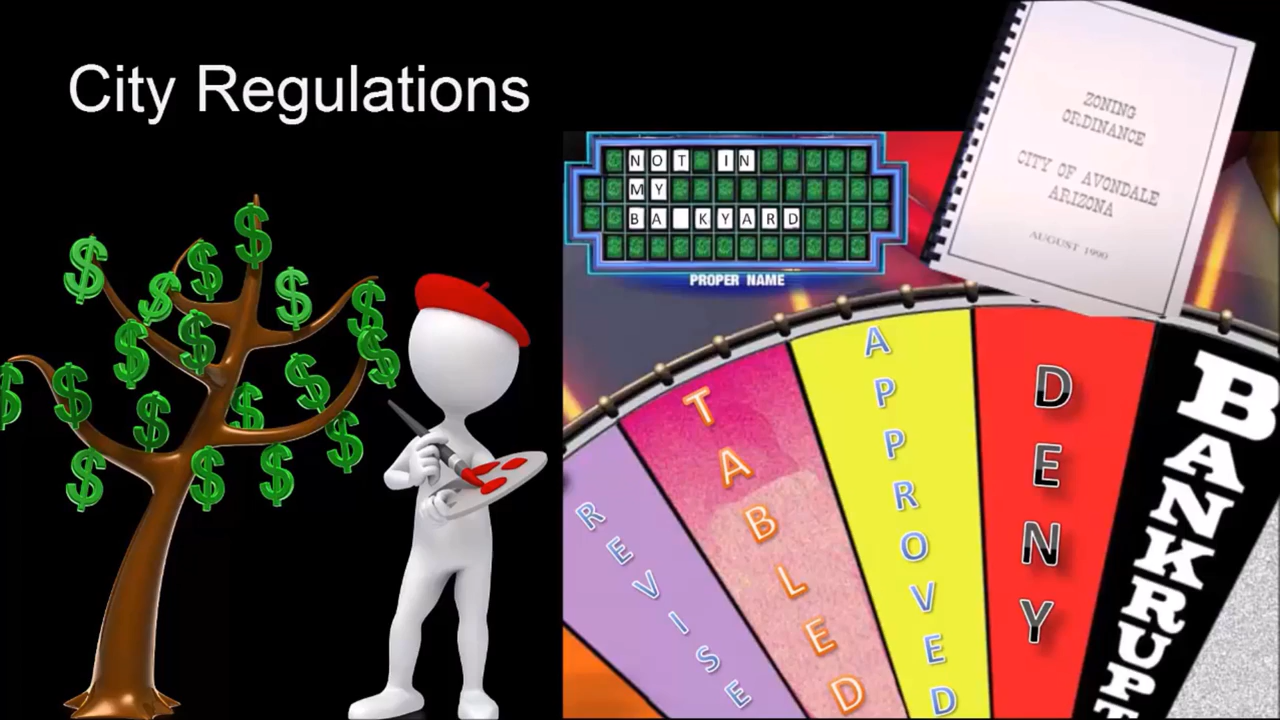 City Regulations
NOT IN
MY
BA KYARD
PROPER NAME
ZONING
ORDINANCE
CITY OF AVONDALE
ARIZONA
AUGUST 1990
REVISE
TABLED
APPROVED
DENY
BANKRUPT
$ $ $ $ $ $ $ $ $ $ $ $ $ $ $ $ $ $